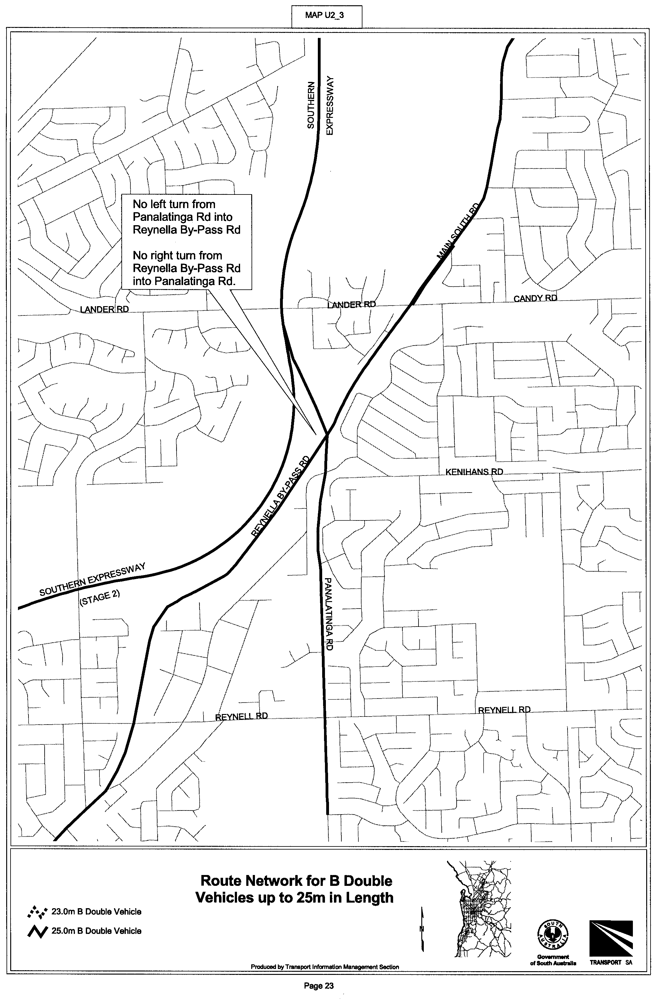 MAP U2_3
SOUTHERN
EXPRESSWAY
No left turn from
Panalatinga Rd into
Reynella By-Pass Rd
No right turn from
Reynella By-Pass Rd
into Panalatinga Rd.
MAIN SOUTH RD
CANDY RD
LANDER RD
LANDER RD
KENIHANS RD
REYNELLA BY-PASS RD
SOUTHERN EXPRESSWAY
(STAGE 2)
PANALATINGA RD
REYNELL RD
REYNELL RD
Route Network for B Double
Vehicles up to 25m in Length
23.0m B Double Vehicle
25.0m B Double Vehicle
N
SOUTH
AUSTRALIA
Government
of South Australia
TRANSPORT SA
Produced by Transport Information Management Section
Page 23